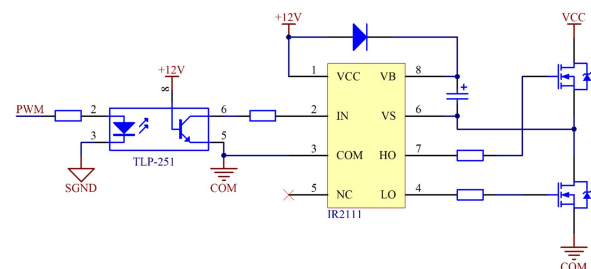 +12V
VCC
+12V
8
1
VCC
VB
8
PWM
2
6
2
IN
VS
6
3
5
3
COM
HO
7
TLP-251
SGND
COM
5
NC
LO
4
IR2111
COM